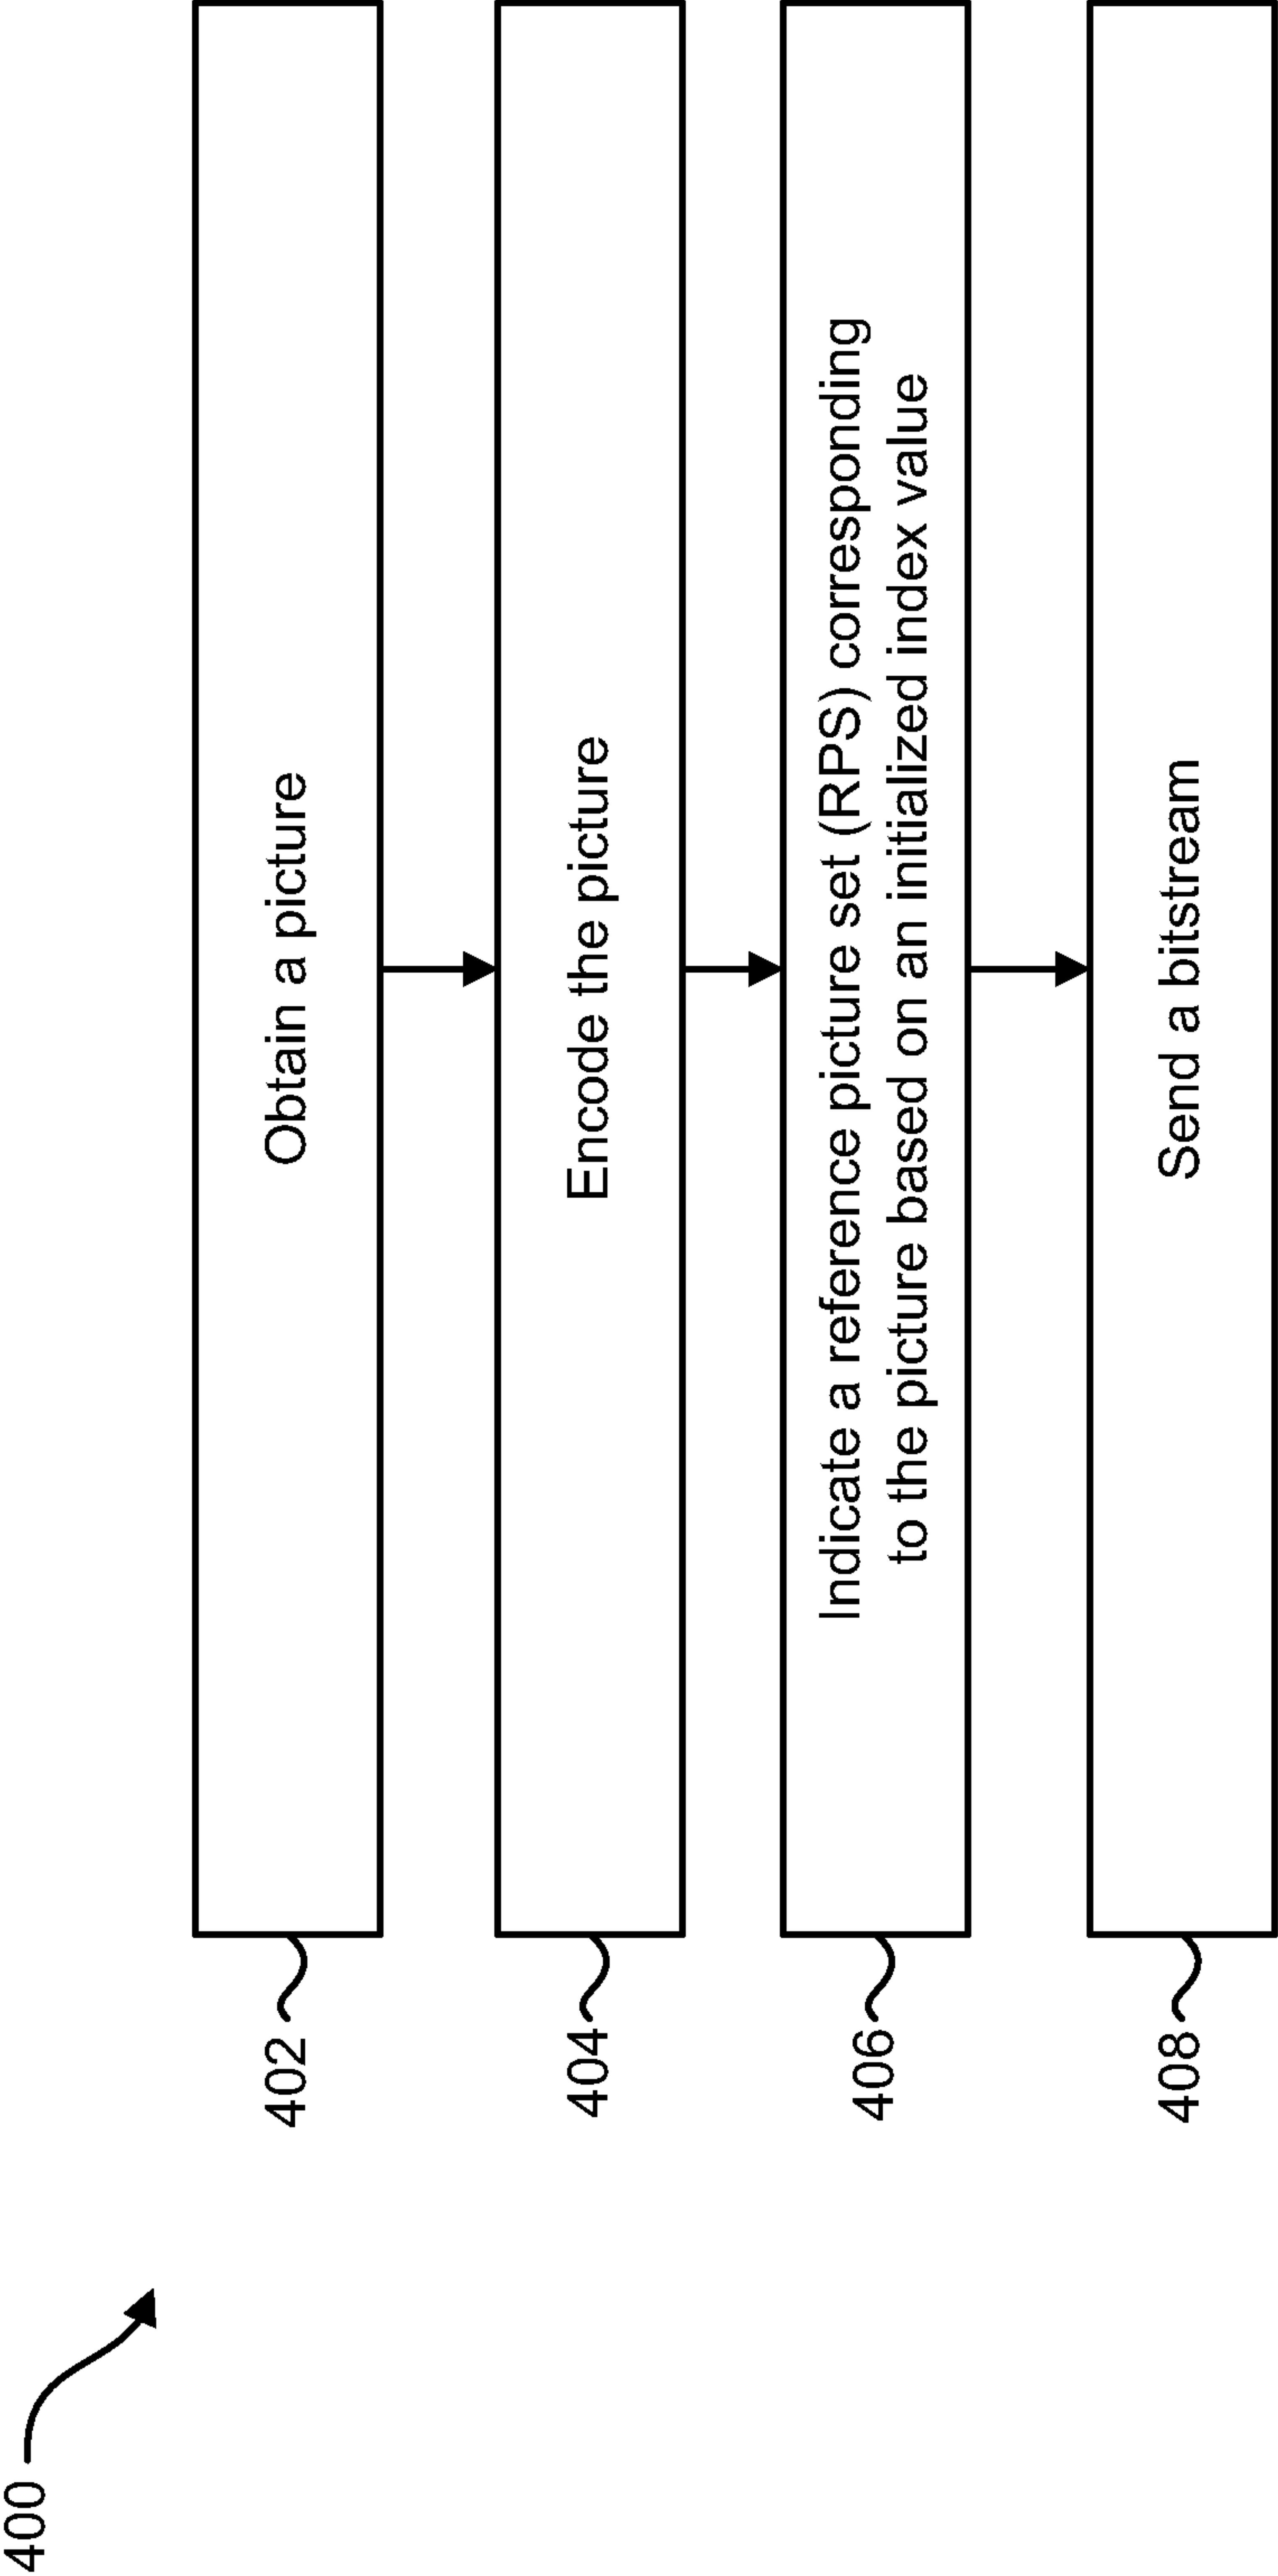 400
402
Obtain a picture
404
Encode the picture
406
Indicate a reference picture set (RPS) corresponding
to the picture based on an initialized index value
408
Send a bitstream